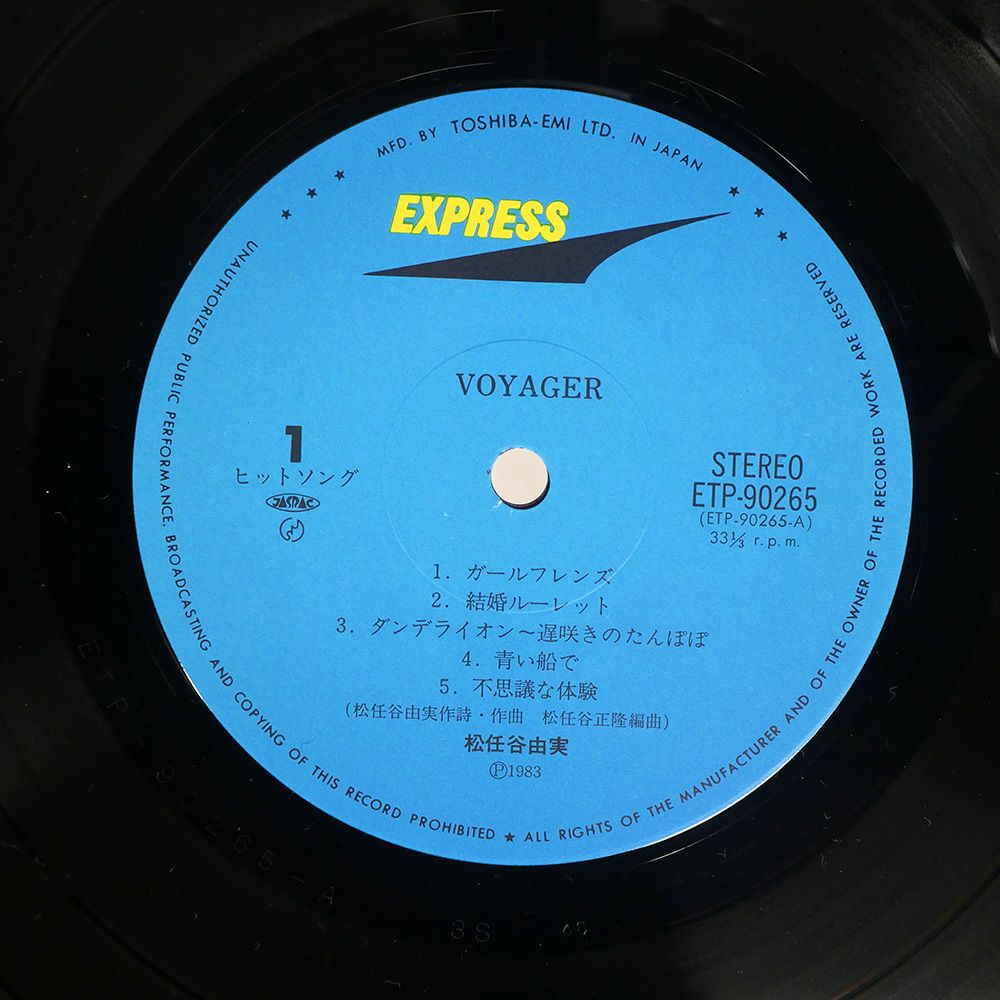 MFD. BY TOSHIBA-EMI LTD. IN JAPAN
★ ★ ★
★ ★ ★
EXPRESS
VOYAGER
1
ヒットソング
JASRAC
STEREO
ETP-90265
(ETP-90265-A)
33⅓ r.p.m.
1. ガールフレンズ
2. 結婚ルーレット
3. ダンデライオン～遅咲きのたんぽぽ
4. 青い船で
5. 不思議な体験
(松任谷由実作詩・作曲　松任谷正隆編曲)
松任谷由実
Ⓟ1983
UNAUTHORIZED PUBLIC PERFORMANCE, BROADCASTING AND COPYING OF THIS RECORD PROHIBITED ★ ALL RIGHTS OF THE MANUFACTURER AND OF THE OWNER OF THE RECORDED WORK ARE RESERVED
ETP-90265-A
3S